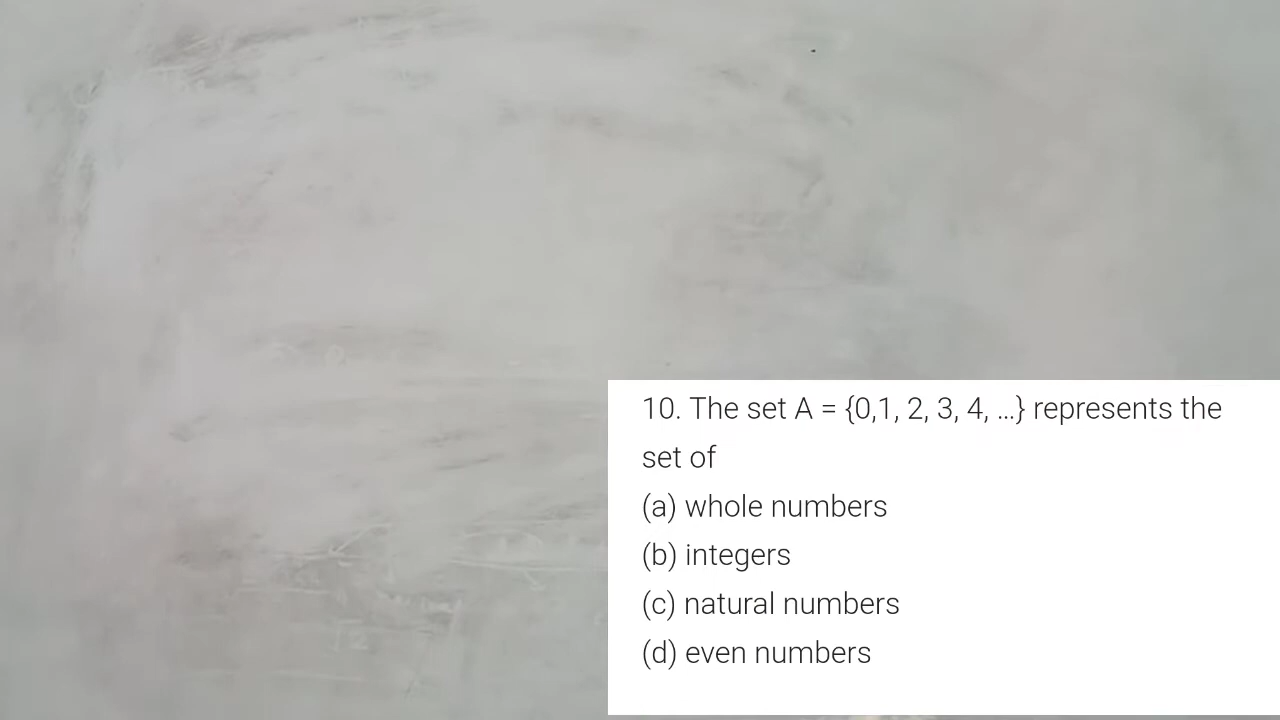 10. The set A = {0,1, 2, 3, 4, ...} represents the
set of
(a) whole numbers
(b) integers
(c) natural numbers
(d) even numbers